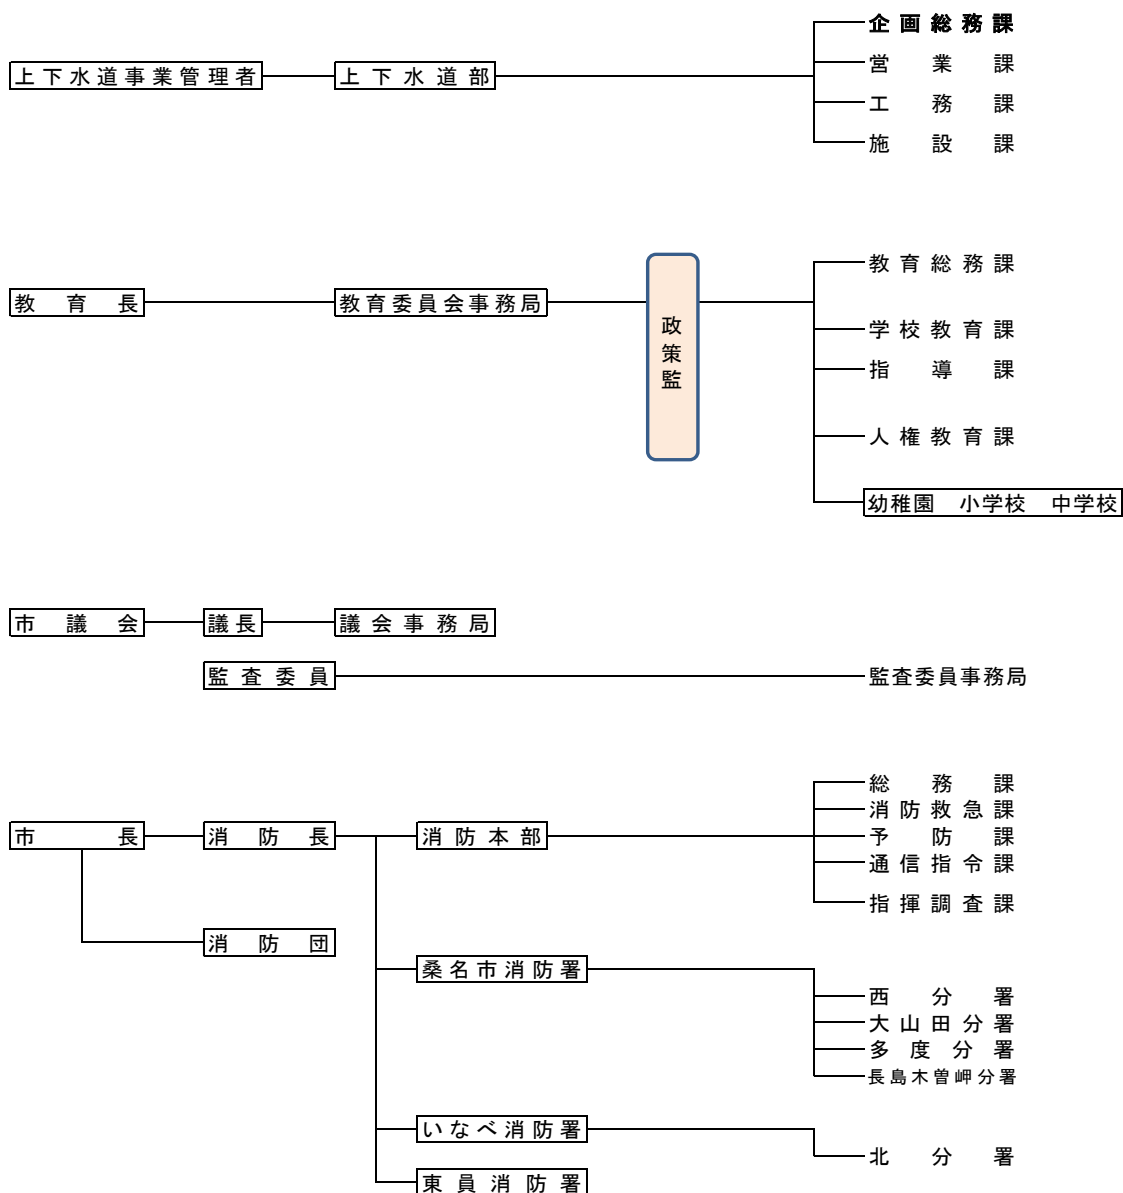 企画総務課
営業課
上下水道事業管理者 上下水道部
工務課
施設課
教育総務課
教育長 教育委員会事務局
政策監
学校教育課
指導課
人権教育課
幼稚園 小学校 中学校
市議会 議長 議会事務局
監査委員 監査委員事務局
総務課
消防救急課
市長 消防長 消防本部 予防課
通信指令課
指揮調査課
消防団
桑名市消防署
西分署
大山田分署
多度分署
長島木曽岬分署
いなべ消防署
北分署
東員消防署